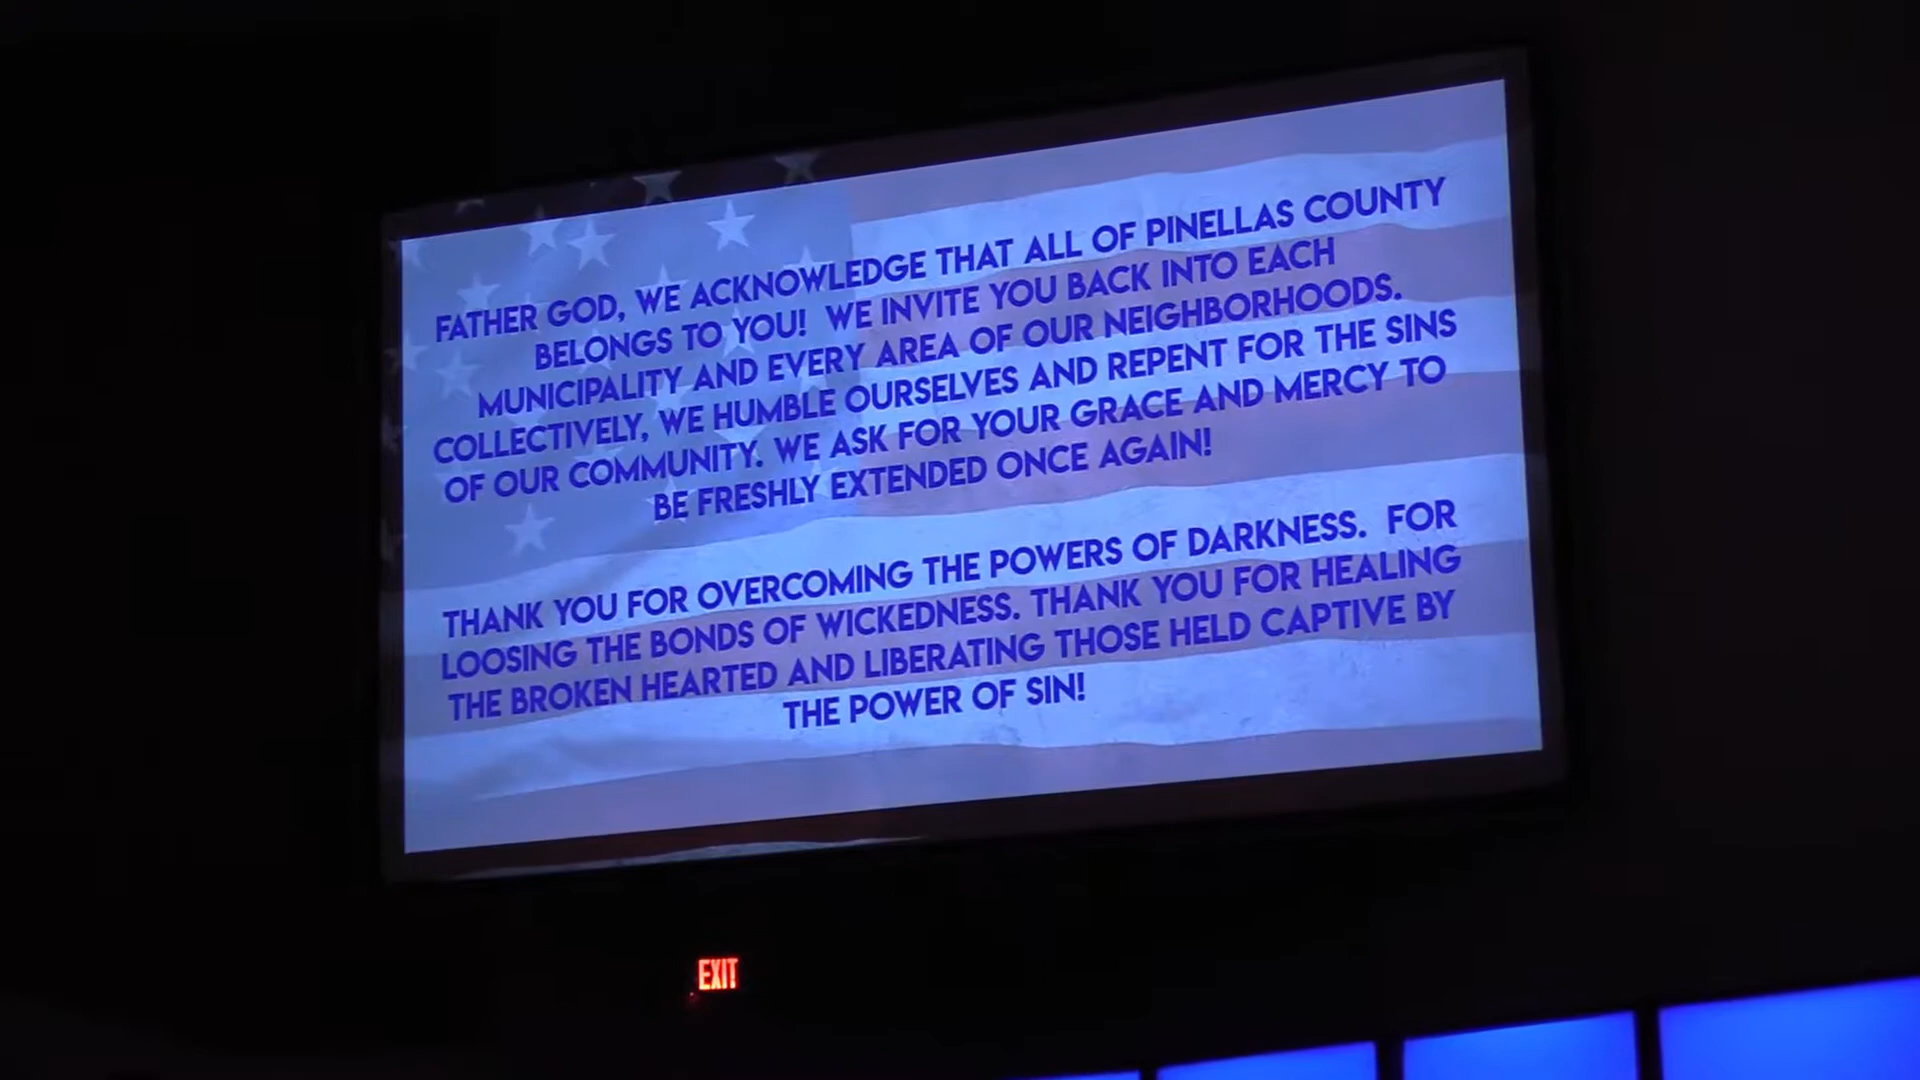 FATHER GOD, WE ACKNOWLEDGE THAT ALL OF PINELLAS COUNTY
BELONGS TO YOU! WE INVITE YOU BACK INTO EACH
MUNICIPALITY AND EVERY AREA OF OUR NEIGHBORHOODS.
COLLECTIVELY, WE HUMBLE OURSELVES AND REPENT FOR THE SINS
OF OUR COMMUNITY. WE ASK FOR YOUR GRACE AND MERCY TO
BE FRESHLY EXTENDED ONCE AGAIN!
THANK YOU FOR OVERCOMING THE POWERS OF DARKNESS. FOR
LOOSING THE BONDS OF WICKEDNESS. THANK YOU FOR HEALING
THE BROKEN HEARTED AND LIBERATING THOSE HELD CAPTIVE BY
THE POWER OF SIN!
EXIT